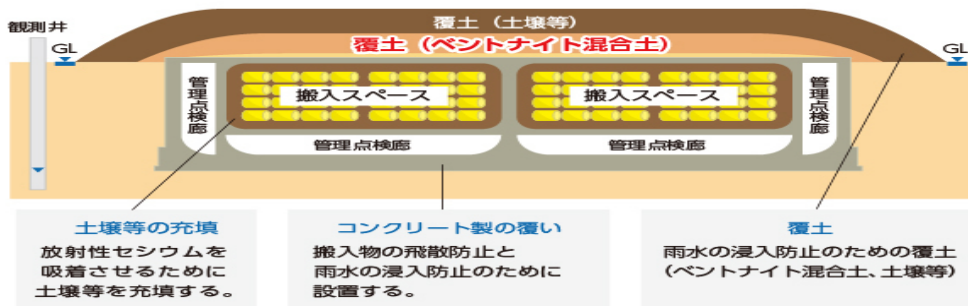 覆土（土壌等）
観測井
覆土（ベントナイト混合土）
GL
GL
管理点検廊
搬入スペース
搬入スペース
管理点検廊
管理点検廊
管理点検廊
土壌等の充填
放射性セシウムを
吸着させるために
土壌等を充填する。
コンクリート製の覆い
搬入物の飛散防止と
雨水の浸入防止のために
設置する。
覆土
雨水の浸入防止のための覆土
（ベントナイト混合土、土壌等）